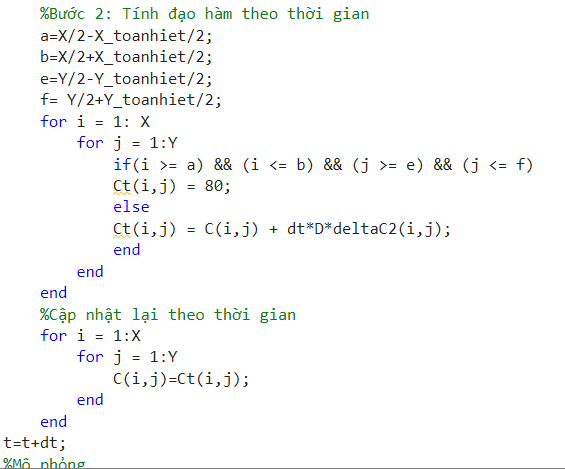 %Bước 2: Tính đạo hàm theo thời gian
a=X/2-X_toanhiet/2;
b=X/2+X_toanhiet/2;
e=Y/2-Y_toanhiet/2;
f= Y/2+Y_toanhiet/2;
for i = 1: X
for j = 1:Y
if(i >= a) && (i <= b) && (j >= e) && (j <= f)
Ct(i,j) = 80;
else
Ct(i,j) = C(i,j) + dt*D*deltaC2(i,j);
end
end
end
%Cập nhật lại theo thời gian
for i = 1:X
for j = 1:Y
C(i,j)=Ct(i,j);
end
end
t=t+dt;
%Mô phỏng